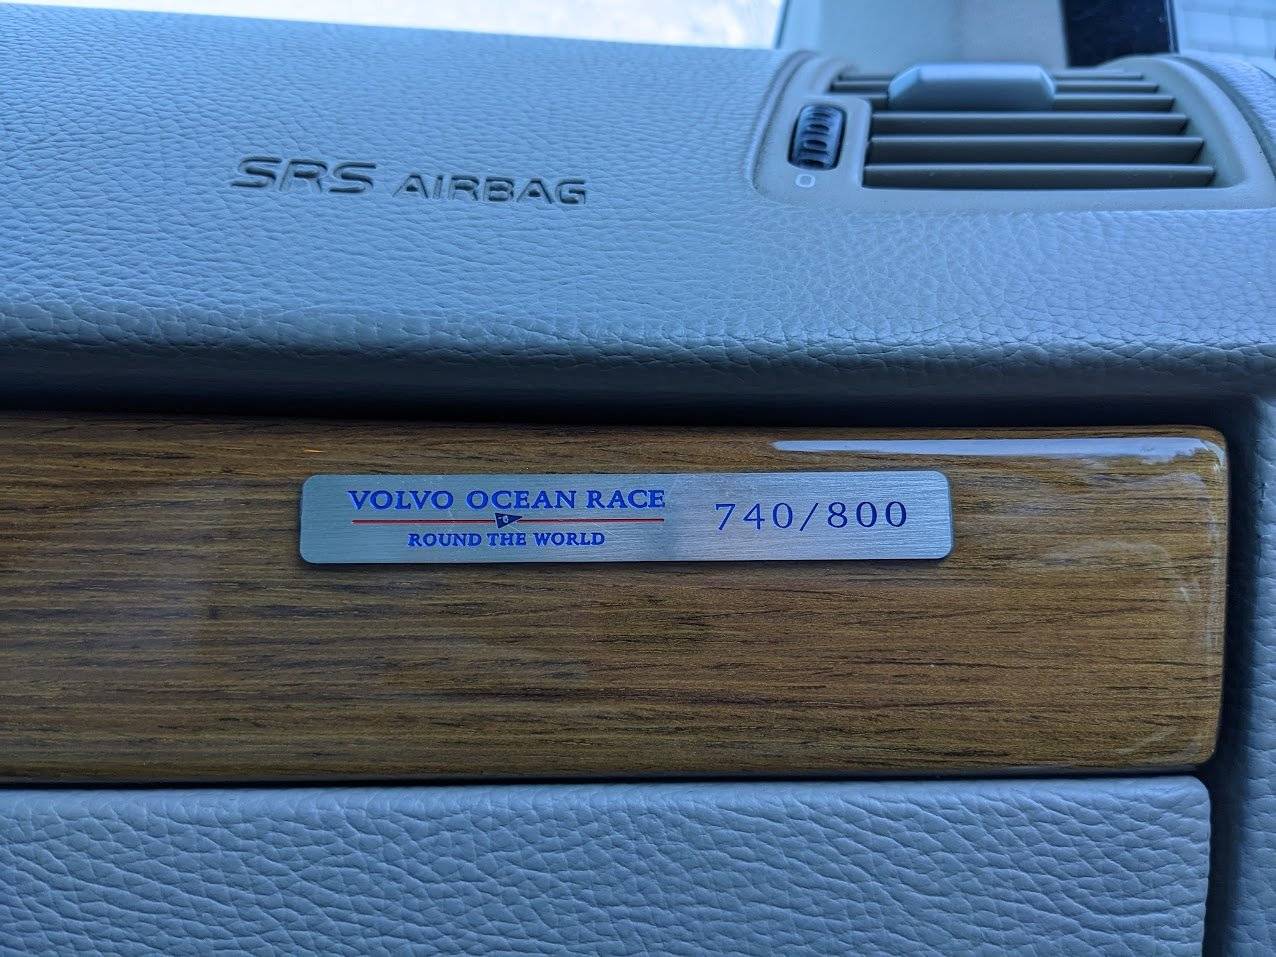 SRS AIRBAG
VOLVO OCEAN RACE
ROUND THE WORLD
740/800